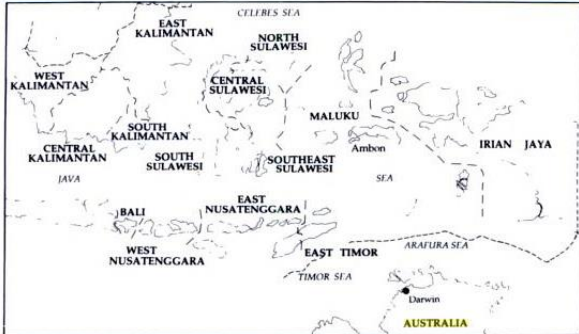 CELEBES SEA
EAST
KALIMANTAN
NORTH
SULAWESI
WEST
KALIMANTAN
CENTRAL
SULAWESI
MALUKU
SOUTH
KALIMANTAN
Ambon
IRIAN JAYA
CENTRAL
KALIMANTAN
SOUTH
SULAWESI
SOUTHEAST
SULAWESI
JAVA
SEA
EAST
NUSATENGGARA
BALI
WEST
NUSATENGGARA
EAST TIMOR
ARAFURA SEA
TIMOR SEA
Darwin
AUSTRALIA